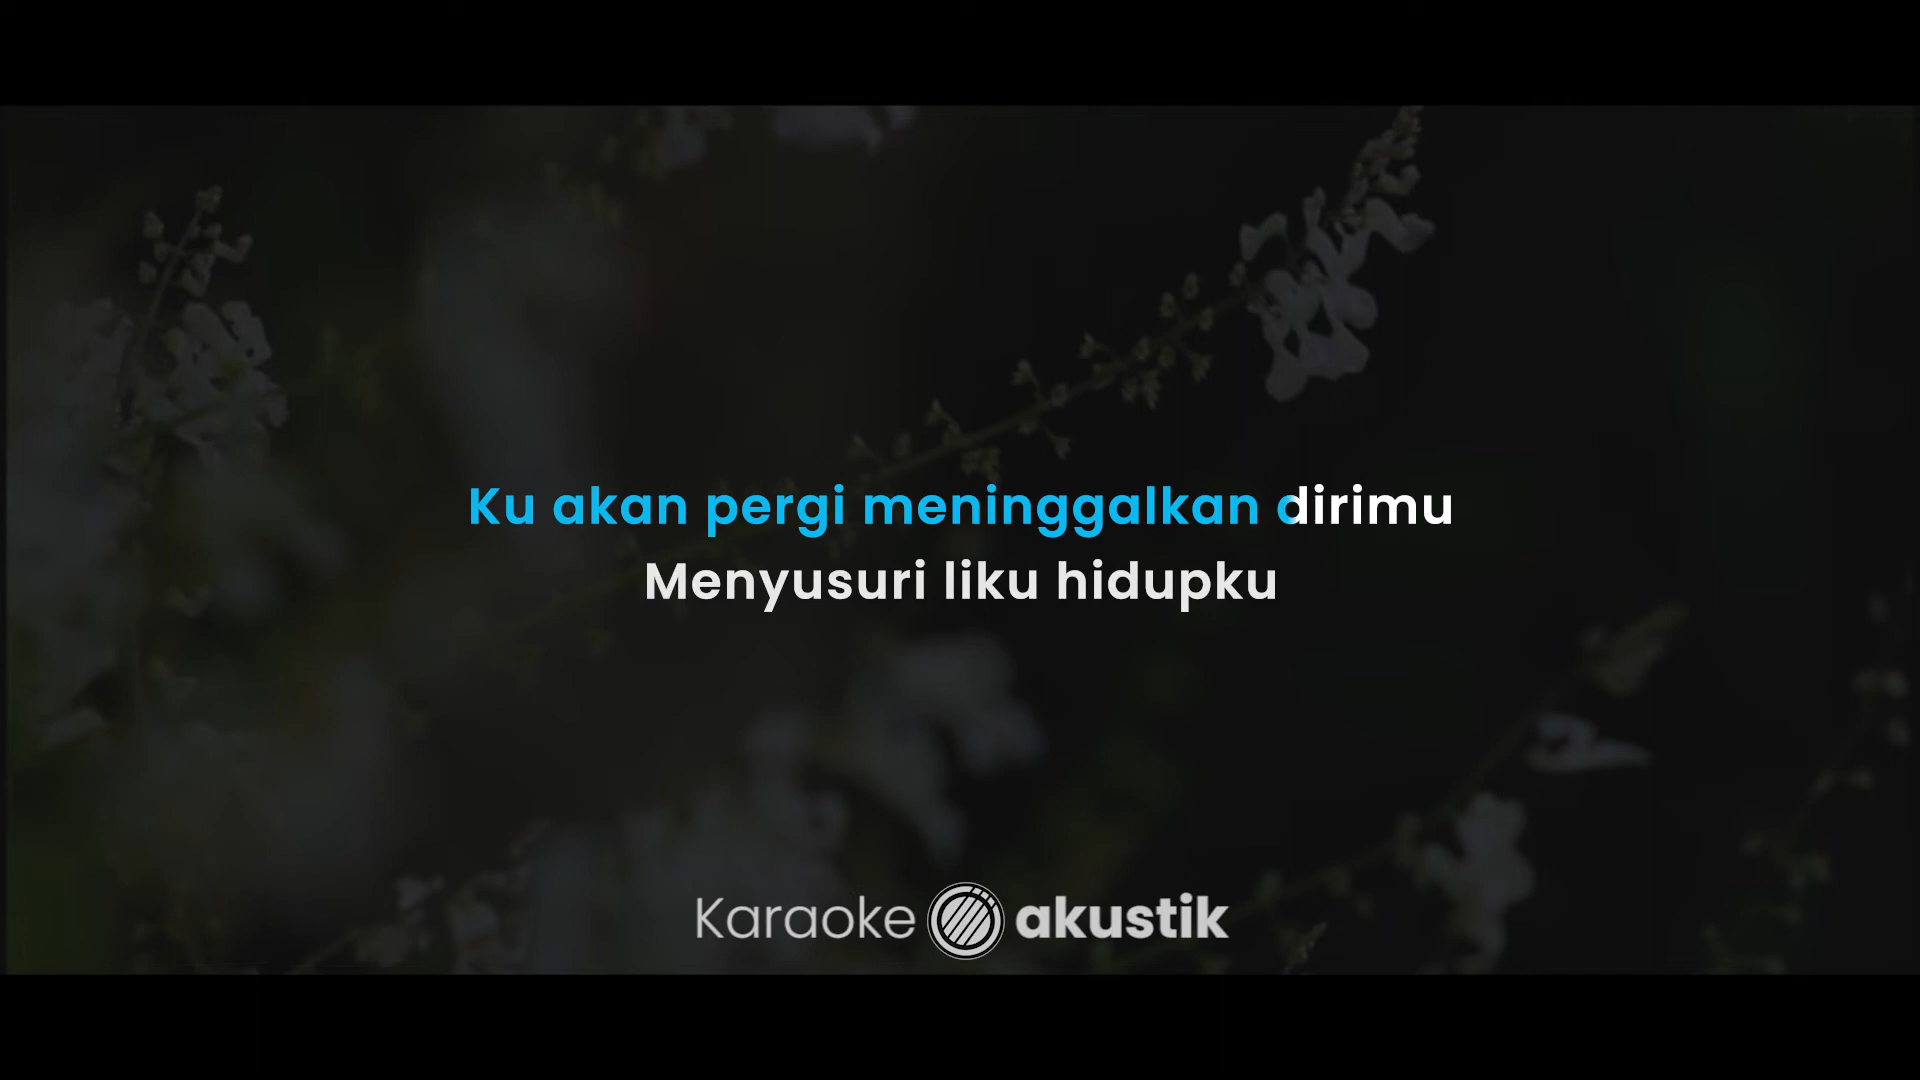 Ku akan pergi meninggalkan dirimu
Menyusuri liku hidupku
Karaoke akustik